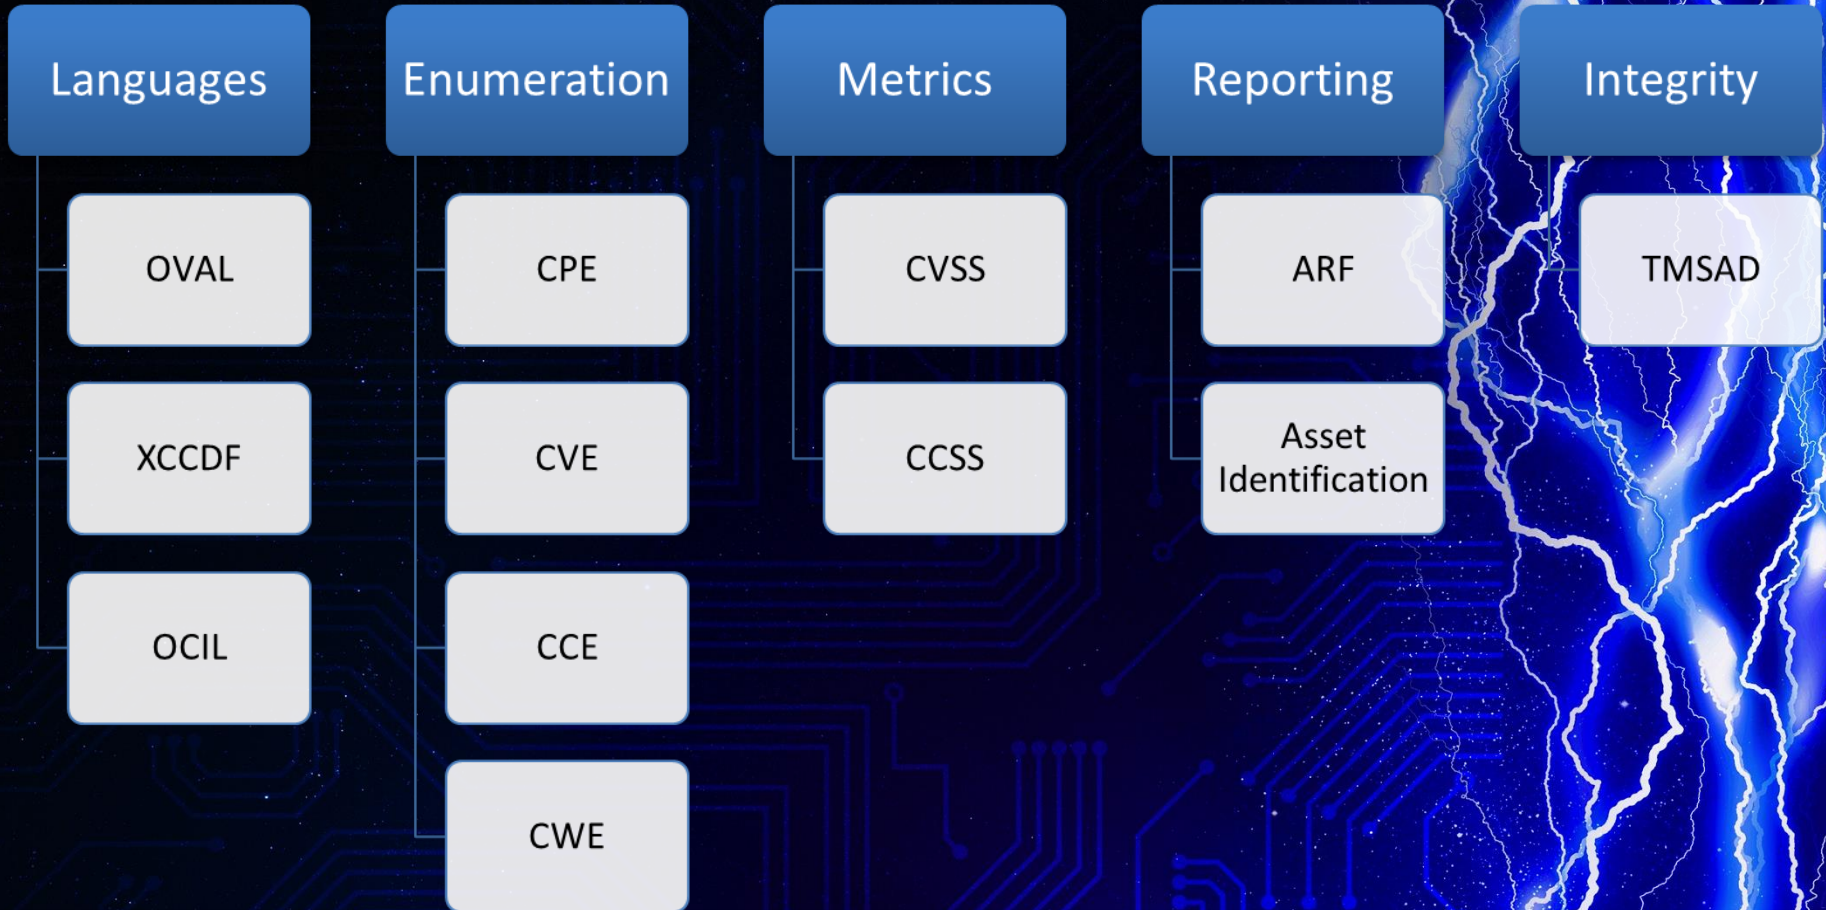 Languages
OVAL
XCCDF
OCIL
Enumeration
CPE
CVE
CCE
CWE
Metrics
CVSS
CCSS
Reporting
ARF
Asset
Identification
Integrity
TMSAD